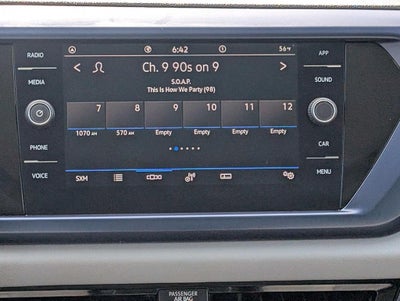 RADIO
6:42
56°F
APP
MEDIA
< Ch. 9 90s on 9 >
SOUND
S.O.A.P.
This Is How We Party (98)
7 8 9 10 11 12
1070 AM 570 AM Empty Empty Empty Empty
PHONE
CAR
VOICE
SXM
MENU
PASSENGER
AIR BAG